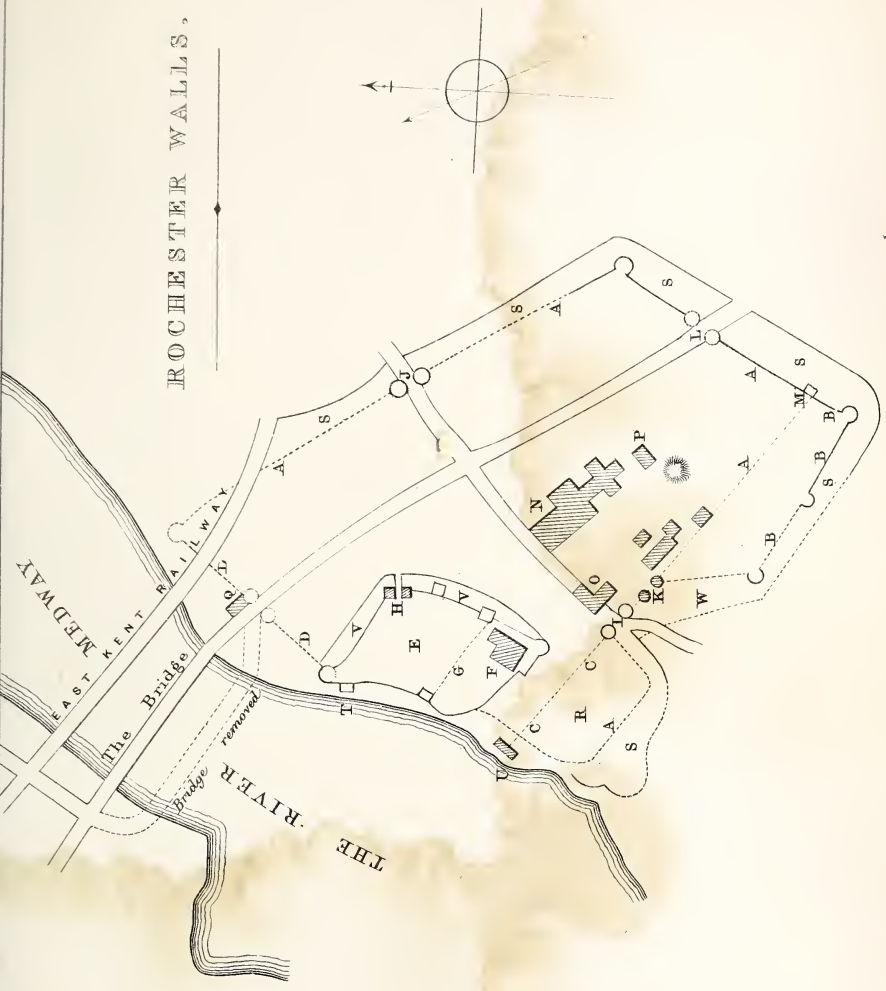 ROCHESTER WALLS.
THE RIVER
MEDWAY
EAST KENT RAILWAY
The Bridge
Bridge removed
D
Q
D
A
S
J
S
A
S
L
A
S
M
B
B
S
B
A
P
N
O
K
W
I
C
R
A
S
C
U
T
V
H
V
E
G
F